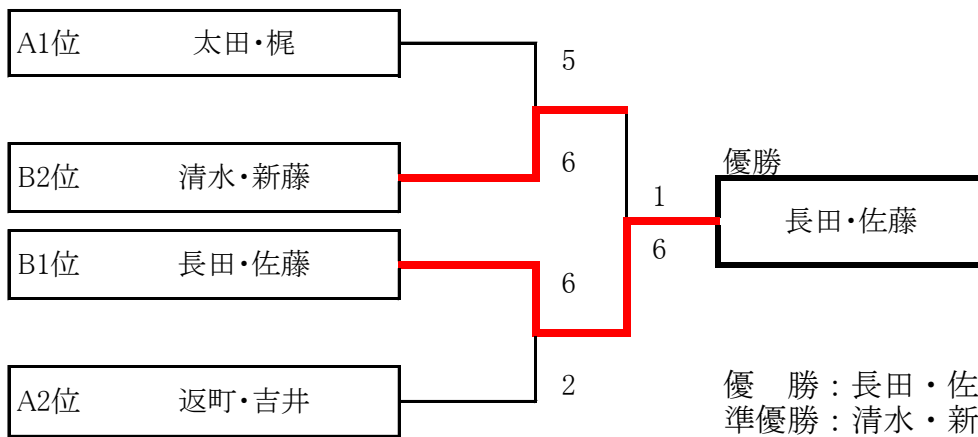 A1位 太田・梶
5
B2位 清水・新藤
6
優勝
1
長田・佐藤
B1位 長田・佐藤
6
6
A2位 返町・吉井
2
優　勝：長田・佐
準優勝：清水・新